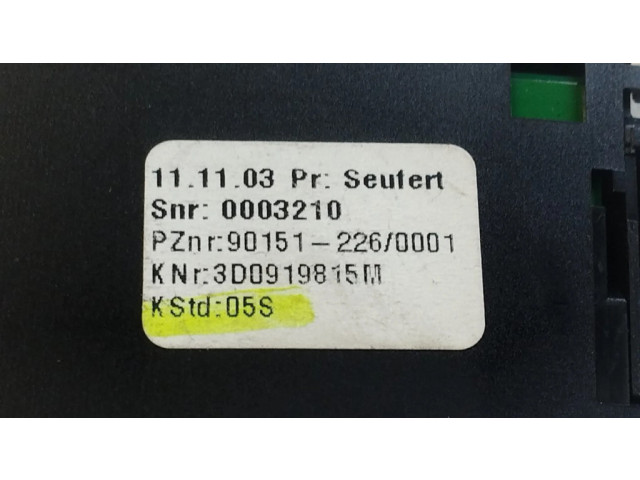 11.11.03 Pr: Seufert
Snr: 0003210
PZnr:90151-226/0001
KNr:3D0919815M
KStd:05S